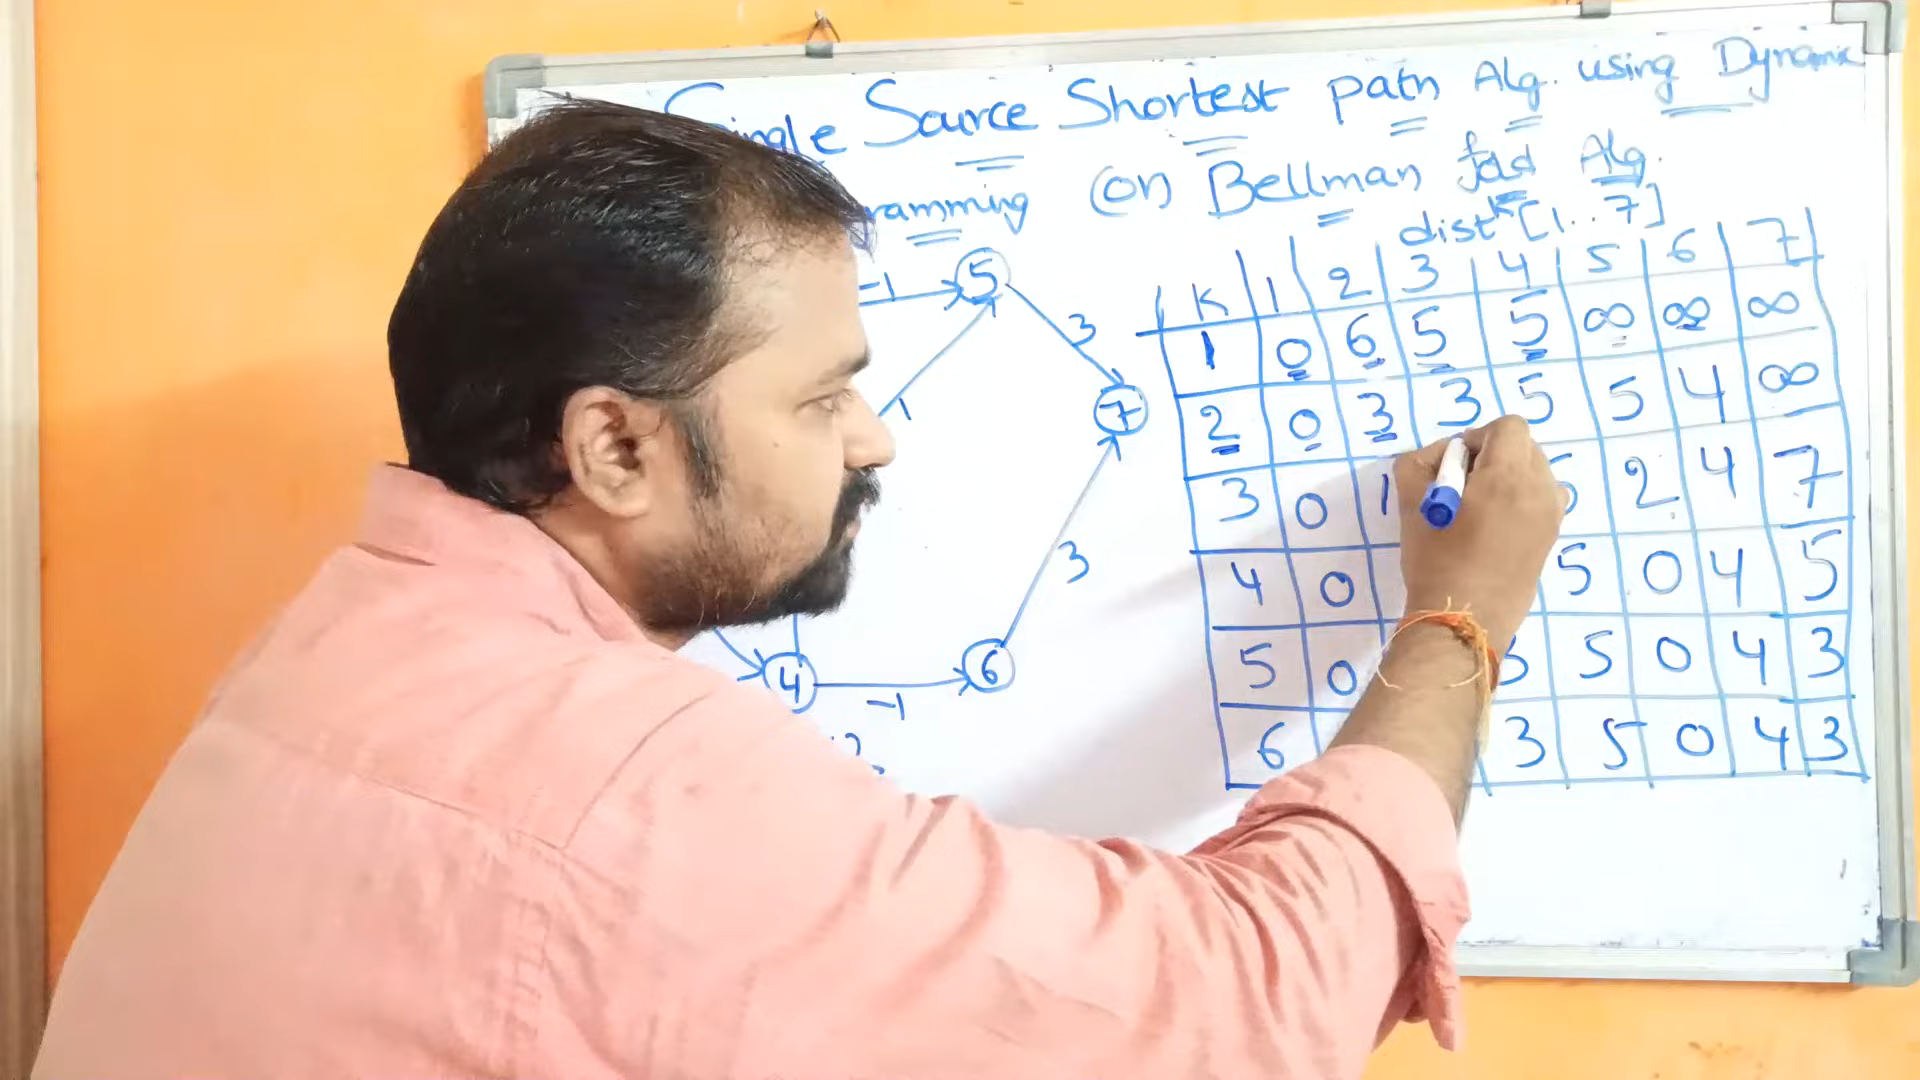 Single Source Shortest path Alg. using Dynamic
ramming (or) Bellman ford Alg.
dist^k [1..7]
K 1 2 3 4 5 6 7
1 0 6 5 5 ∞ ∞ ∞
2 0 3 3 5 5 4 ∞
3 0 1 5 2 4 7
4 0 5 0 4 5
5 0 3 5 0 4 3
6 3 5 0 4 3
-1 5
3
1
7
3
4 -1 6